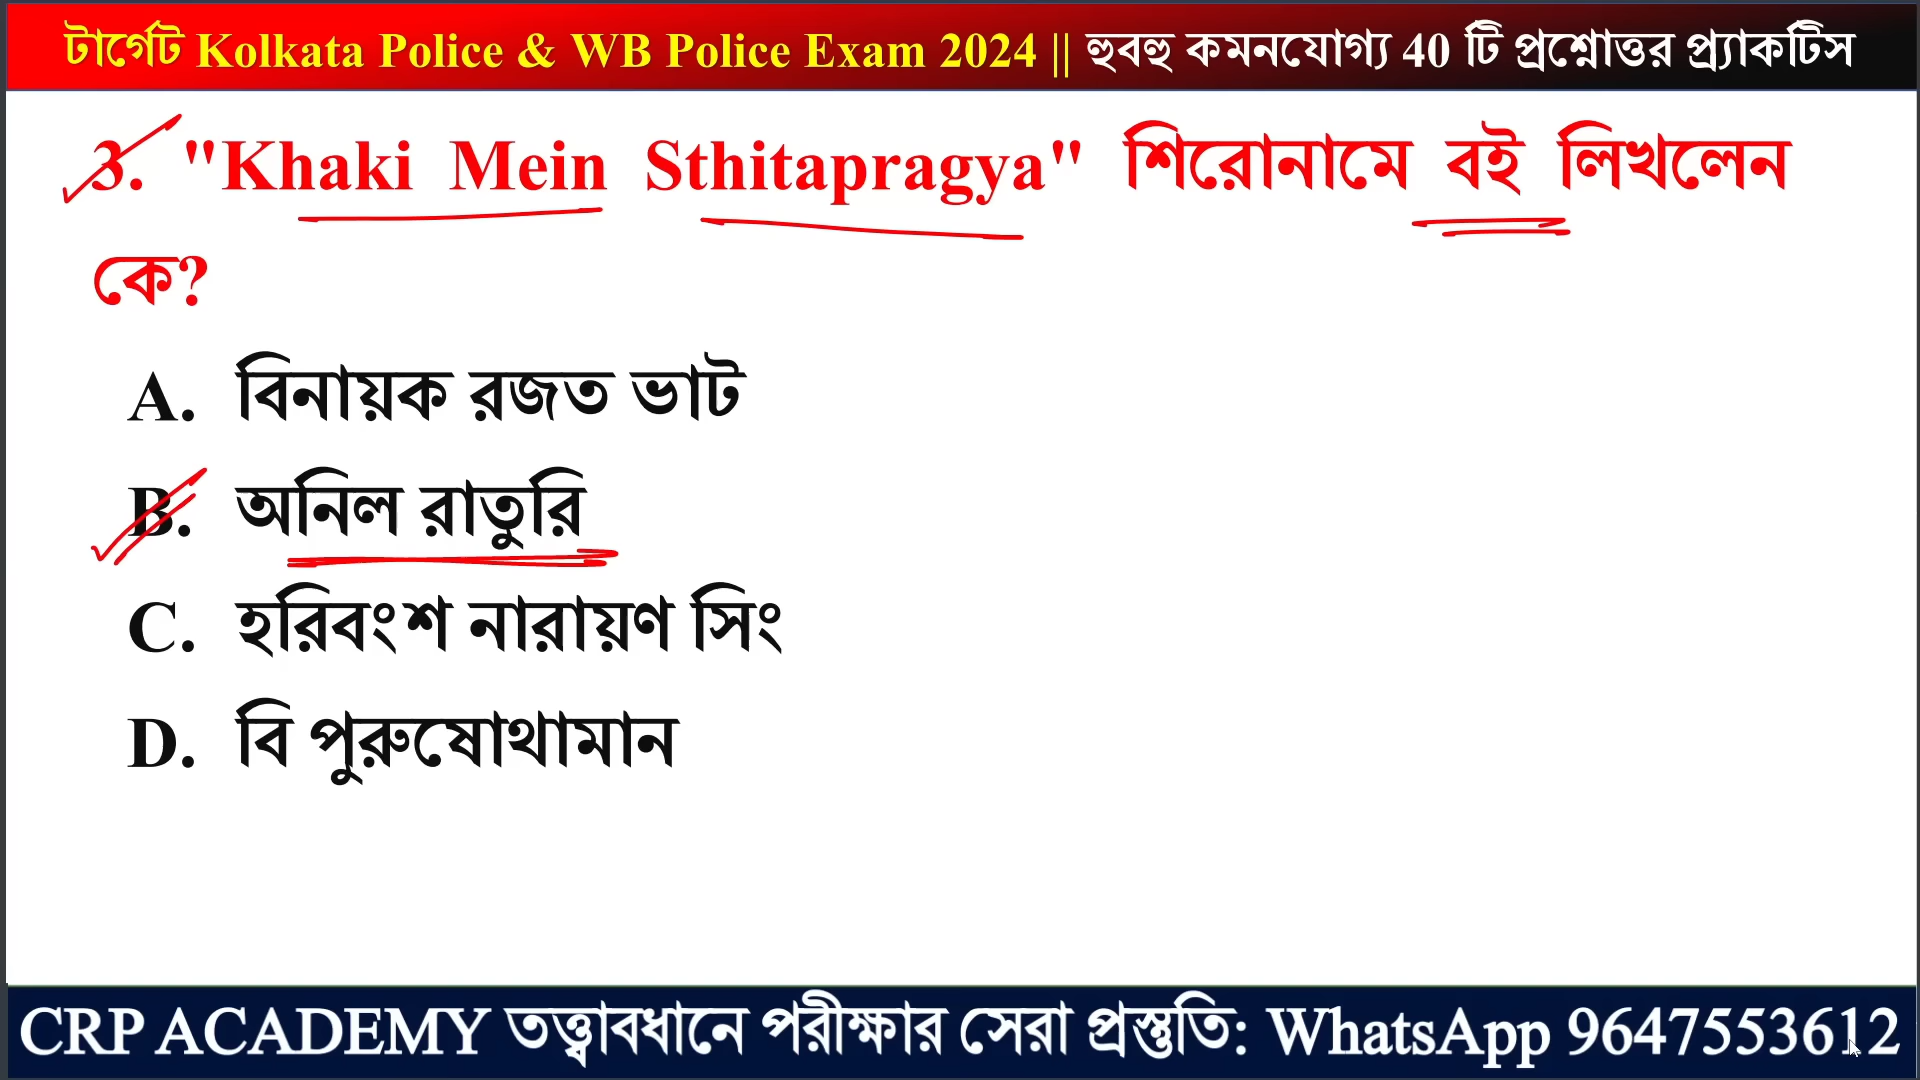 টার্গেট Kolkata Police & WB Police Exam 2024 || হুবহু কমনযোগ্য 40 টি প্রশ্নোত্তর প্র্যাকটিস
3. "Khaki Mein Sthitapragya" শিরোনামে বই লিখলেন
কে?
A. বিনায়ক রজত ভাট
B. অনিল রাতুরি
C. হরিবংশ নারায়ণ সিং
D. বি পুরুষোথামান
CRP ACADEMY তত্ত্বাবধানে পরীক্ষার সেরা প্রস্তুতি: WhatsApp 9647553612